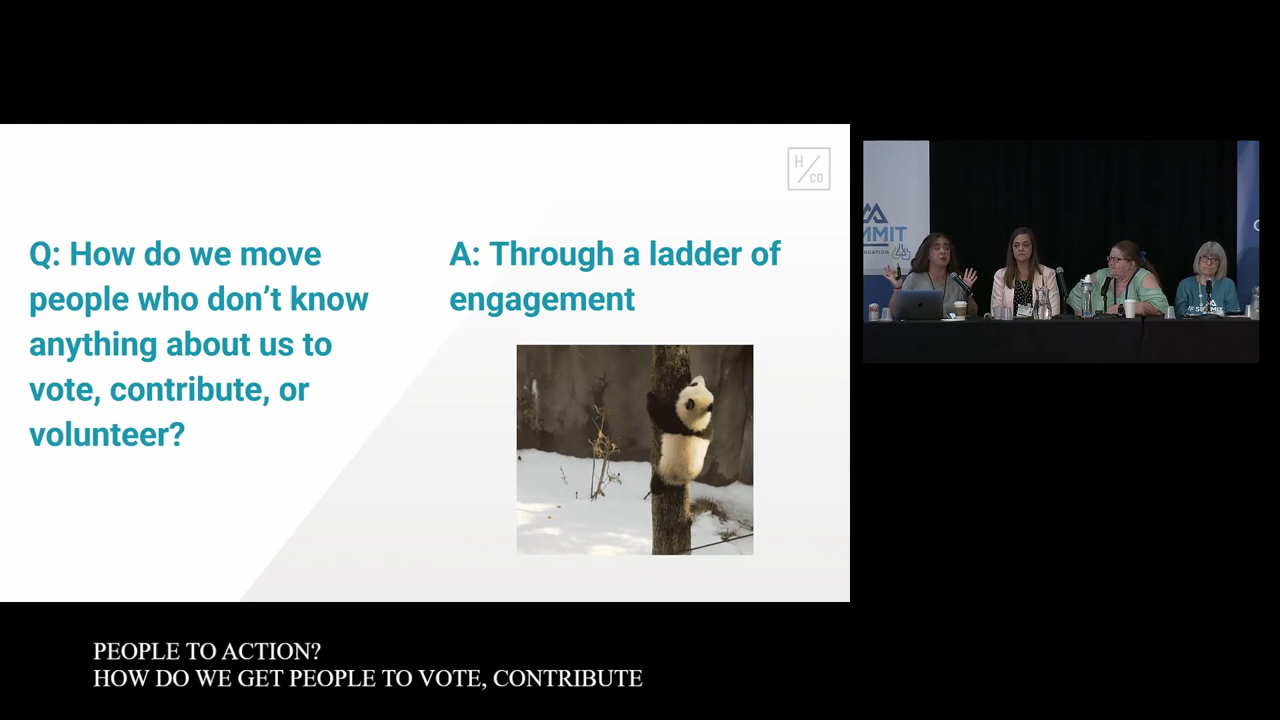 H/CO
Q: How do we move
people who don’t know
anything about us to
vote, contribute, or
volunteer?
A: Through a ladder of
engagement
SUMMIT
PEOPLE TO ACTION?
HOW DO WE GET PEOPLE TO VOTE, CONTRIBUTE